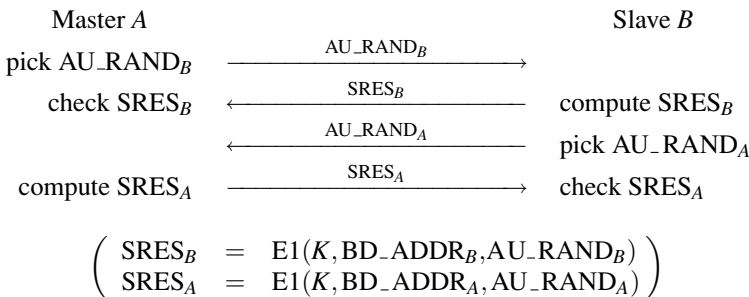 Master A Slave B
pick AU_RAND_B AU_RAND_B
check SRES_B SRES_B compute SRES_B
AU_RAND_A pick AU_RAND_A
compute SRES_A SRES_A check SRES_A
( SRES_B = E1(K,BD_ADDR_B,AU_RAND_B)
SRES_A = E1(K,BD_ADDR_A,AU_RAND_A) )